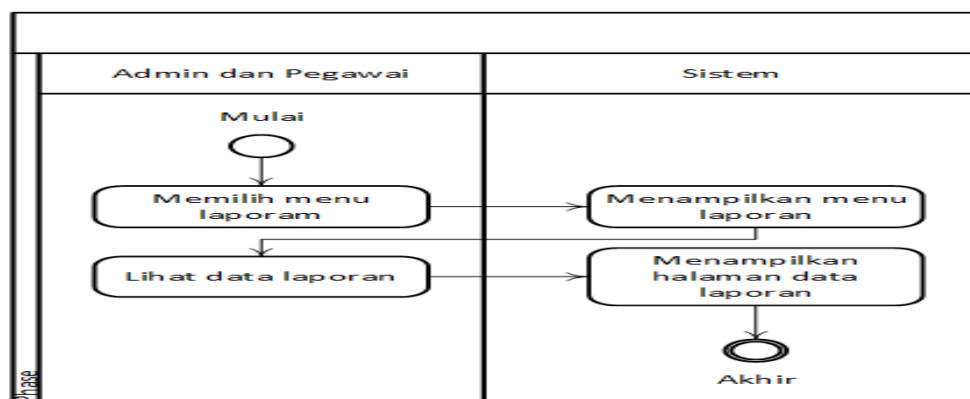 Admin dan Pegawai
Sistem
Mulai
Memilih menu
laporam
Menampilkan menu
laporan
Lihat data laporan
Menampilkan
halaman data
laporan
Akhir
Phase